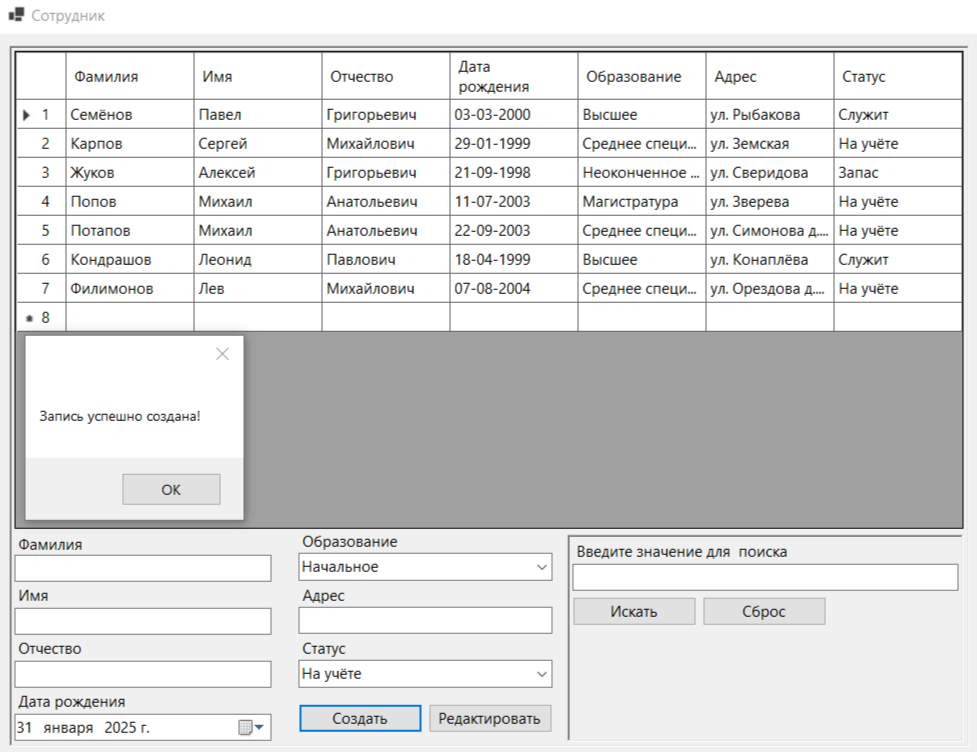 Сотрудник
Фамилия Имя Отчество Дата рождения Образование Адрес Статус
1 Семёнов Павел Григорьевич 03-03-2000 Высшее ул. Рыбакова Служит
2 Карпов Сергей Михайлович 29-01-1999 Среднее специ... ул. Земская На учёте
3 Жуков Алексей Григорьевич 21-09-1998 Неоконченное ... ул. Свиридова Запас
4 Попов Михаил Анатольевич 11-07-2003 Магистратура ул. Зверева На учёте
5 Потапов Михаил Анатольевич 22-09-2003 Среднее специ... ул. Симонова д.... На учёте
6 Кондрашов Леонид Павлович 18-04-1999 Высшее ул. Коноплёва Служит
7 Филимонов Лев Михайлович 07-08-2004 Среднее специ... ул. Орездова д.... На учёте
8
Запись успешно создана!
OK
Фамилия
Имя
Отчество
Дата рождения
31 января 2025 г.
Образование
Начальное
Адрес
Статус
На учёте
Создать Редактировать
Введите значение для поиска
Искать Сброс